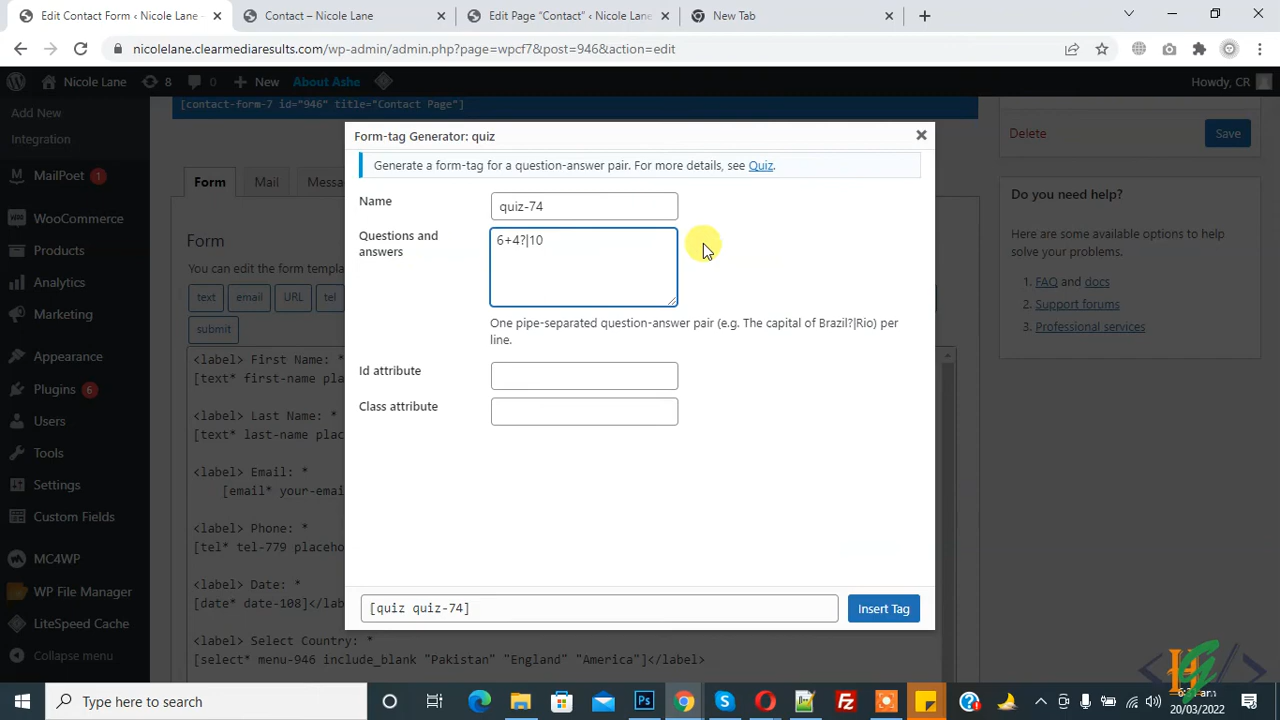 Edit Contact Form ‹ Nicole Lane
Contact – Nicole Lane
Edit Page “Contact” ‹ Nicole Lane
New Tab
nicolelane.clearmediaresults.com/wp-admin/admin.php?page=wpcf7&post=946&action=edit
Nicole Lane
8
0
New
About Ashe
Howdy, CR
[contact-form-7 id="946" title="Contact Page"]
Add New
Integration
MailPoet 1
WooCommerce
Products
Analytics
Marketing
Appearance
Plugins 6
Users
Tools
Settings
Custom Fields
MC4WP
WP File Manager
LiteSpeed Cache
Collapse menu
Form
Mail
Messa
Form
You can edit the form templa
text
email
URL
tel
submit
<label> First Name: *
[text* first-name pla
<label> Last Name: *
[text* last-name plac
<label> Email: *
[email* your-emai
<label> Phone: *
[tel* tel-779 placeho
<label> Date: *
[date* date-108]</lab
<label> Select Country: *
[select* menu-946 include_blank "Pakistan" "England" "America"]</label>
Form-tag Generator: quiz
Generate a form-tag for a question-answer pair. For more details, see Quiz.
Name
quiz-74
Questions and
answers
6+4?|10
One pipe-separated question-answer pair (e.g. The capital of Brazil?|Rio) per
line.
Id attribute
Class attribute
[quiz quiz-74]
Insert Tag
Delete
Save
Do you need help?
Here are some available options to help
solve your problems.
1. FAQ and docs
2. Support forums
3. Professional services
Type here to search
20/03/2022